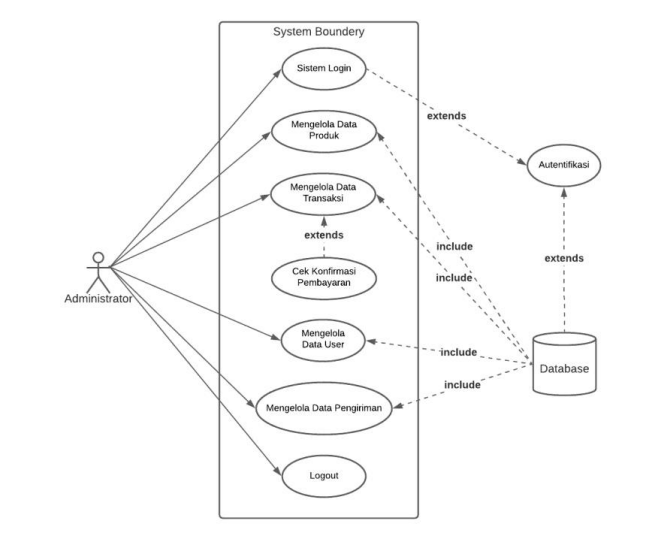 System Boundery
Sistem Login
extends
Mengelola Data
Produk
Autentifikasi
Mengelola Data
Transaksi
extends
include
extends
Cek Konfirmasi
Pembayaran
include
Administrator
Mengelola
Data User
include
Database
include
Mengelola Data Pengiriman
Logout